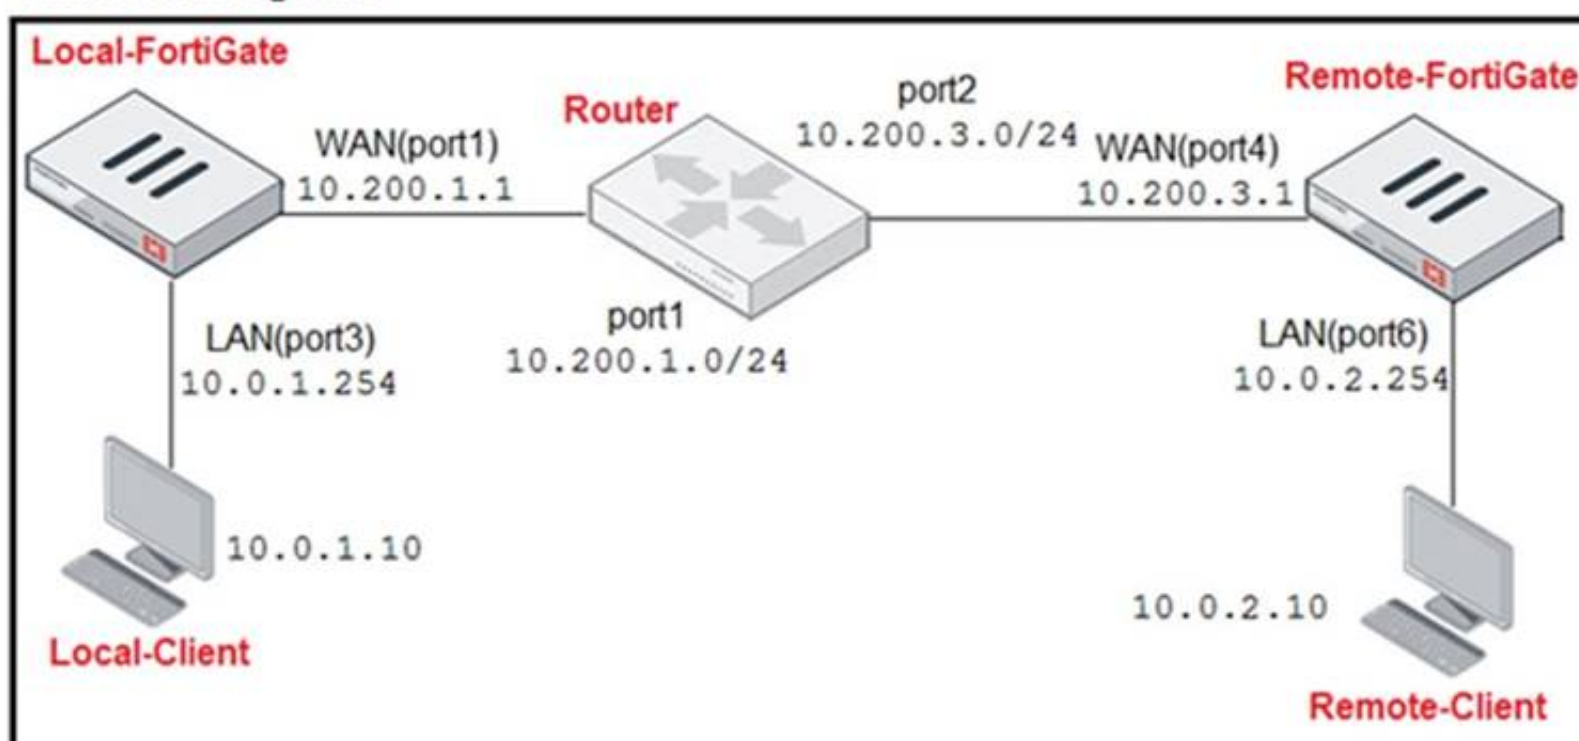 Local-FortiGate
Remote-FortiGate
Router
port2
10.200.3.0/24
WAN(port1)
10.200.1.1
WAN(port4)
10.200.3.1
port1
10.200.1.0/24
LAN(port3)
10.0.1.254
LAN(port6)
10.0.2.254
10.0.1.10
10.0.2.10
Local-Client
Remote-Client